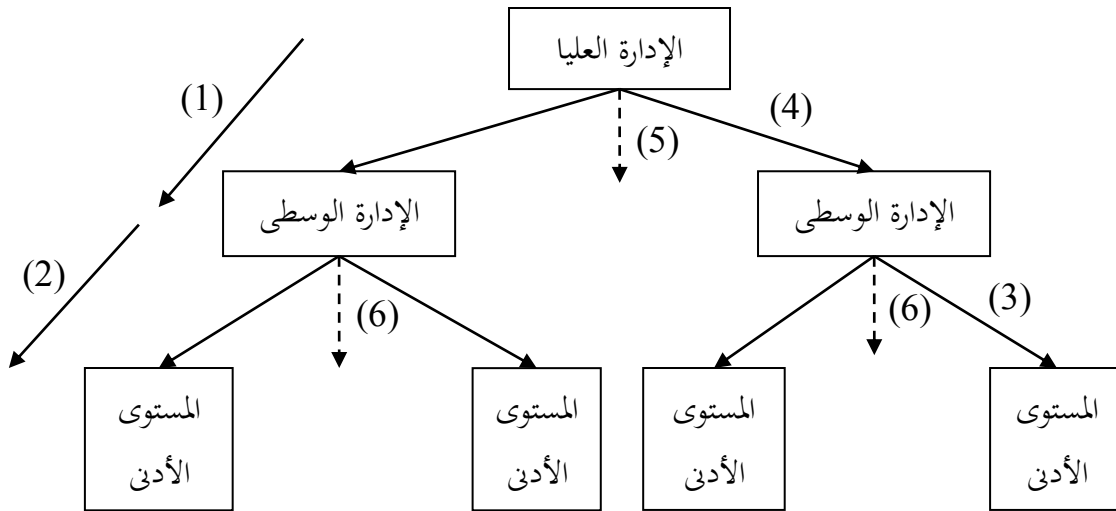 الإدارة العليا
(1)
(4)
(5)
الإدارة الوسطى
الإدارة الوسطى
(2)
(6)
(6)
(3)
المستوى
الأدنى
المستوى
الأدنى
المستوى
الأدنى
المستوى
الأدنى